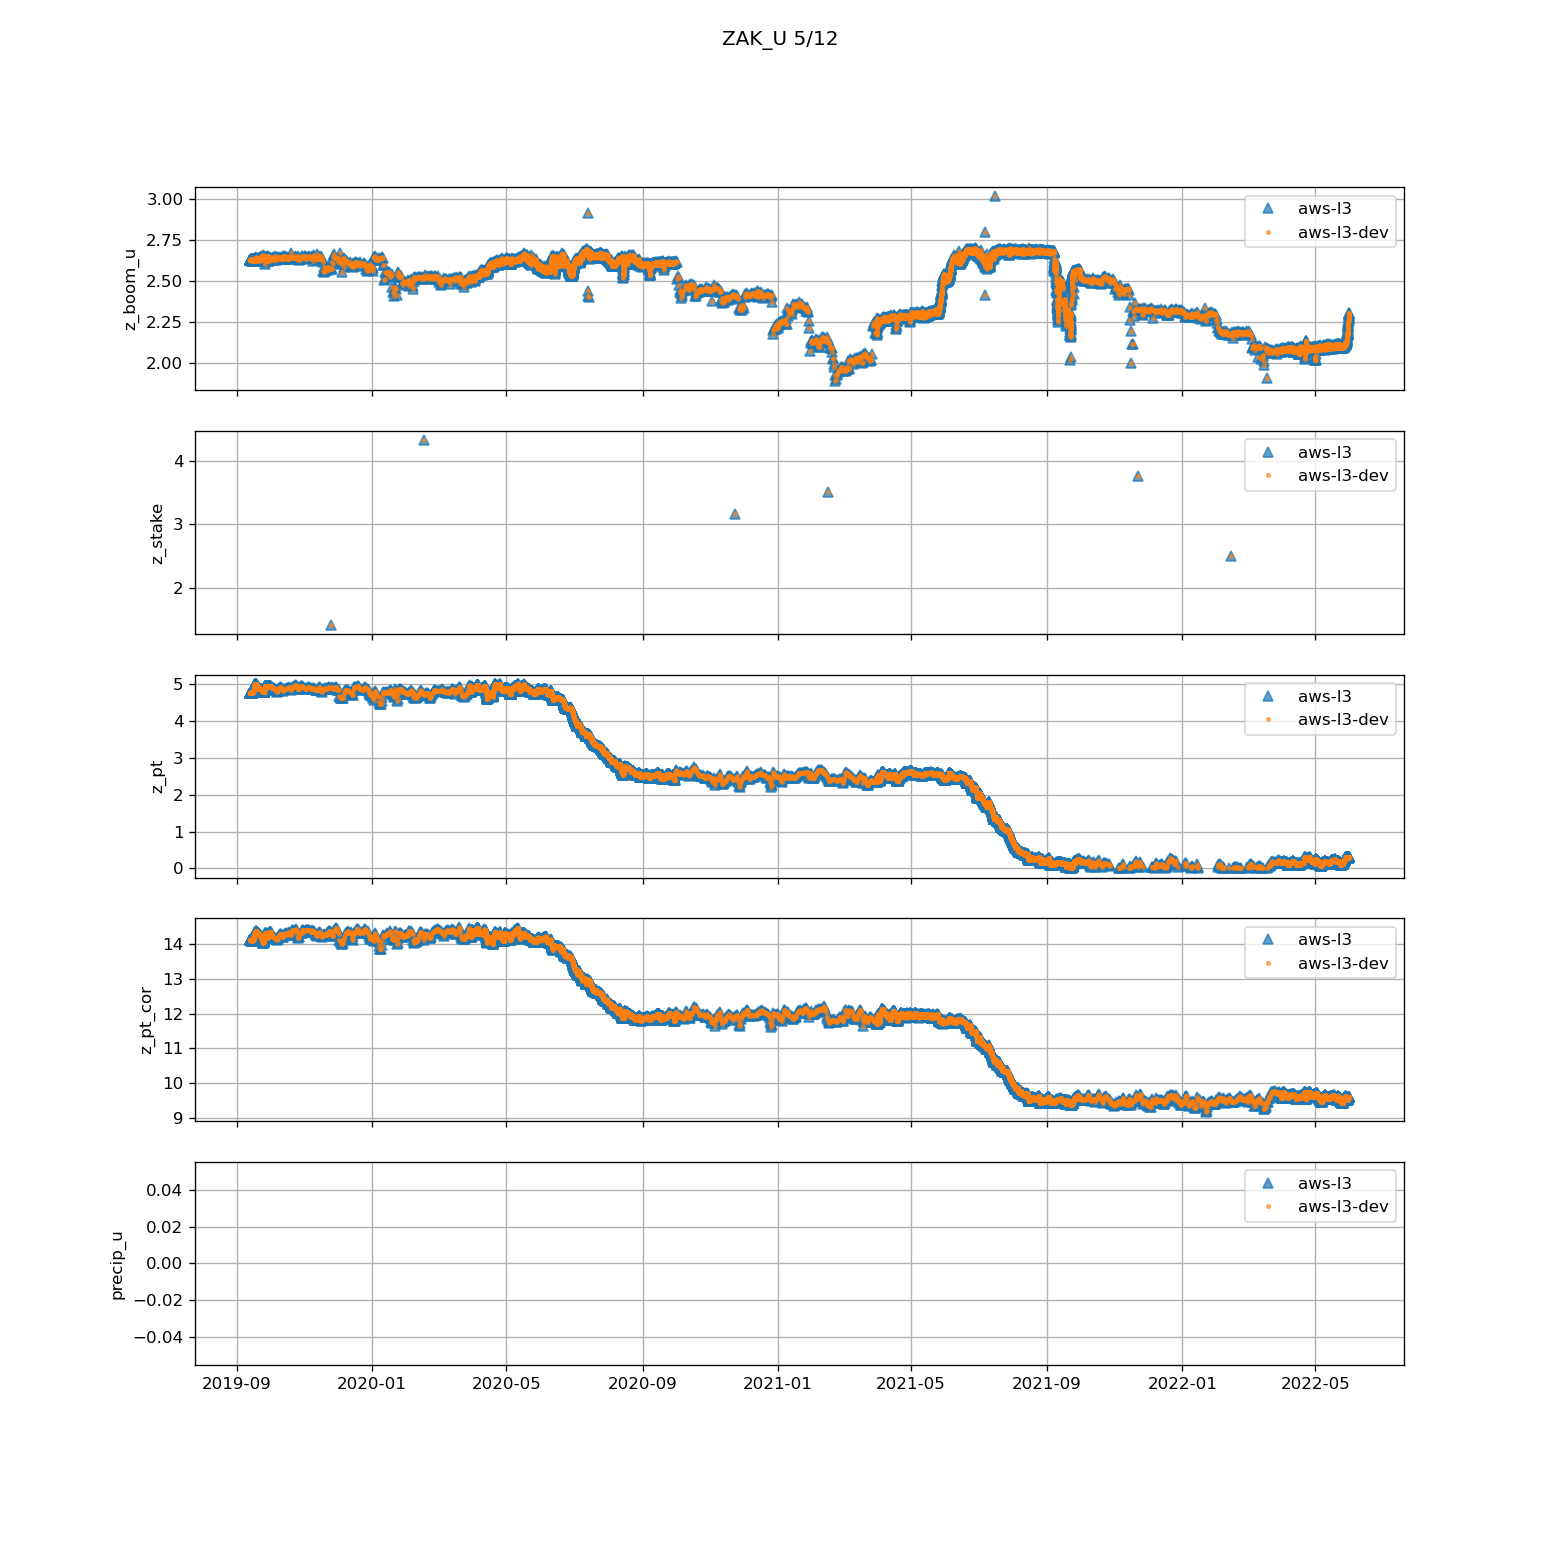 ZAK_U 5/12
3.00
2.75
2.50
2.25
2.00
z_boom_u
aws-l3
aws-l3-dev
4
3
2
z_stake
aws-l3
aws-l3-dev
5
4
3
2
1
0
z_pt
aws-l3
aws-l3-dev
14
13
12
11
10
9
z_pt_cor
aws-l3
aws-l3-dev
0.04
0.02
0.00
−0.02
−0.04
precip_u
aws-l3
aws-l3-dev
2019-09 2020-01 2020-05 2020-09 2021-01 2021-05 2021-09 2022-01 2022-05